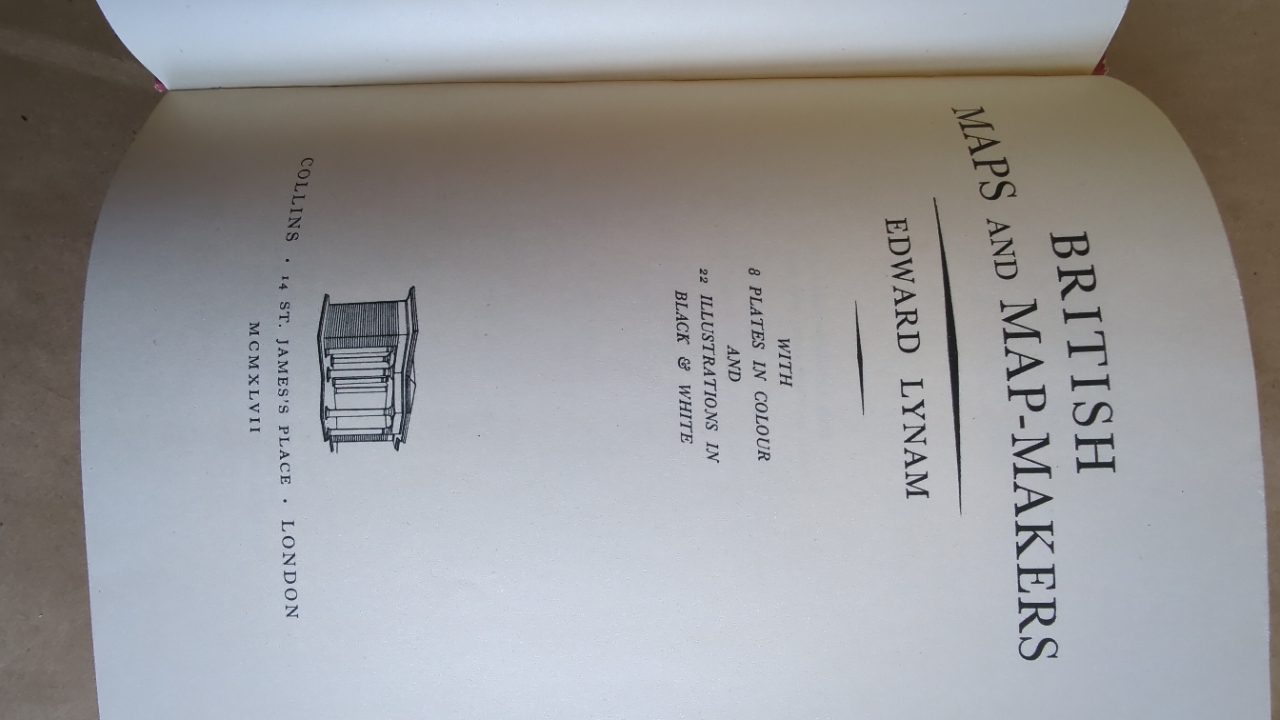 BRITISH
MAPS AND MAP-MAKERS
EDWARD LYNAM
WITH
8 PLATES IN COLOUR
AND
22 ILLUSTRATIONS IN
BLACK & WHITE
COLLINS · 14 ST. JAMES'S PLACE · LONDON
MCMXLVII